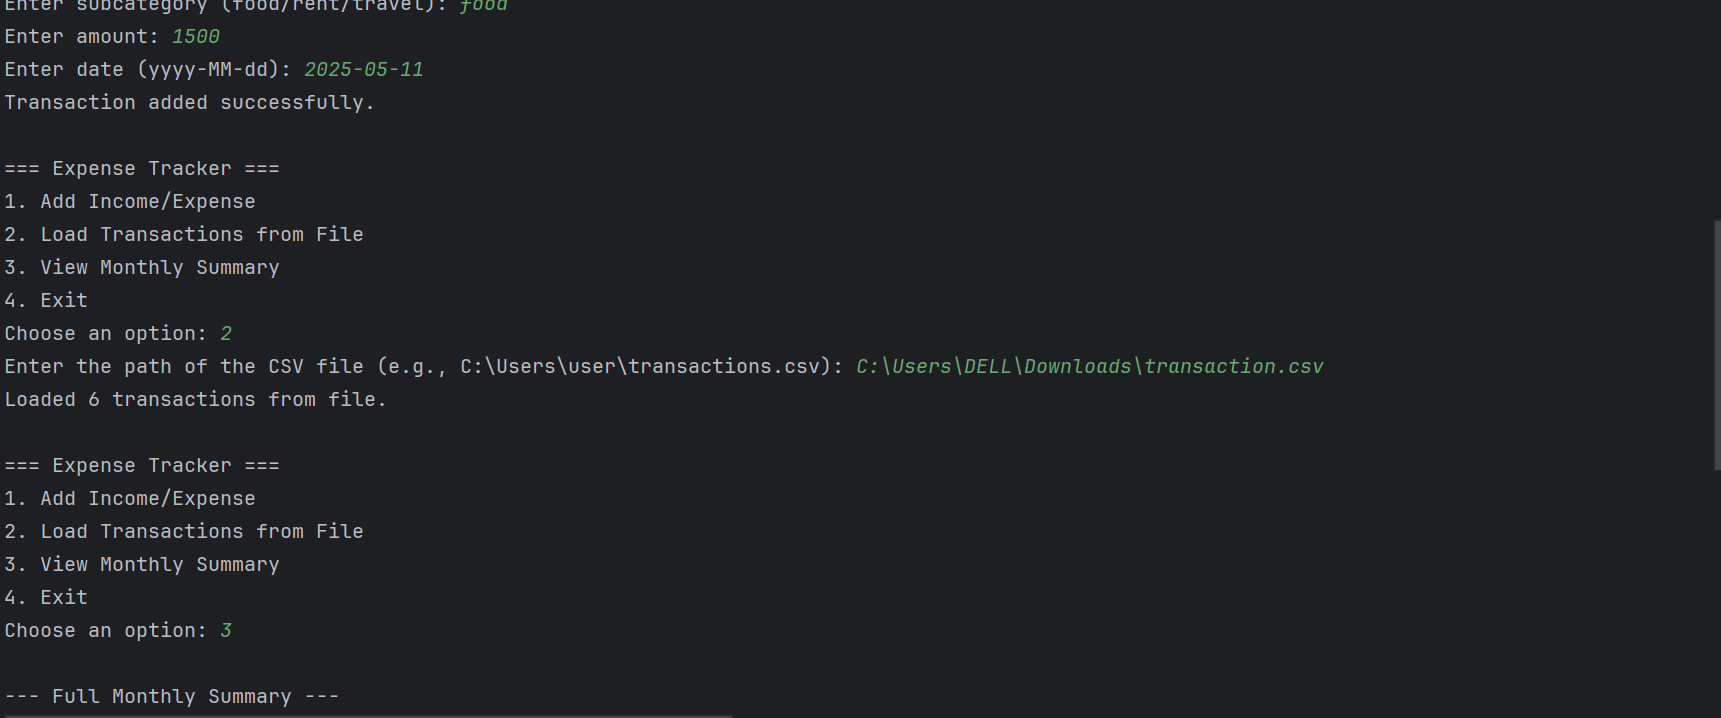 Enter subcategory (food/rent/travel): food
Enter amount: 1500
Enter date (yyyy-MM-dd): 2025-05-11
Transaction added successfully.
=== Expense Tracker ===
1. Add Income/Expense
2. Load Transactions from File
3. View Monthly Summary
4. Exit
Choose an option: 2
Enter the path of the CSV file (e.g., C:\Users\user\transactions.csv): C:\Users\DELL\Downloads\transaction.csv
Loaded 6 transactions from file.
=== Expense Tracker ===
1. Add Income/Expense
2. Load Transactions from File
3. View Monthly Summary
4. Exit
Choose an option: 3
--- Full Monthly Summary ---